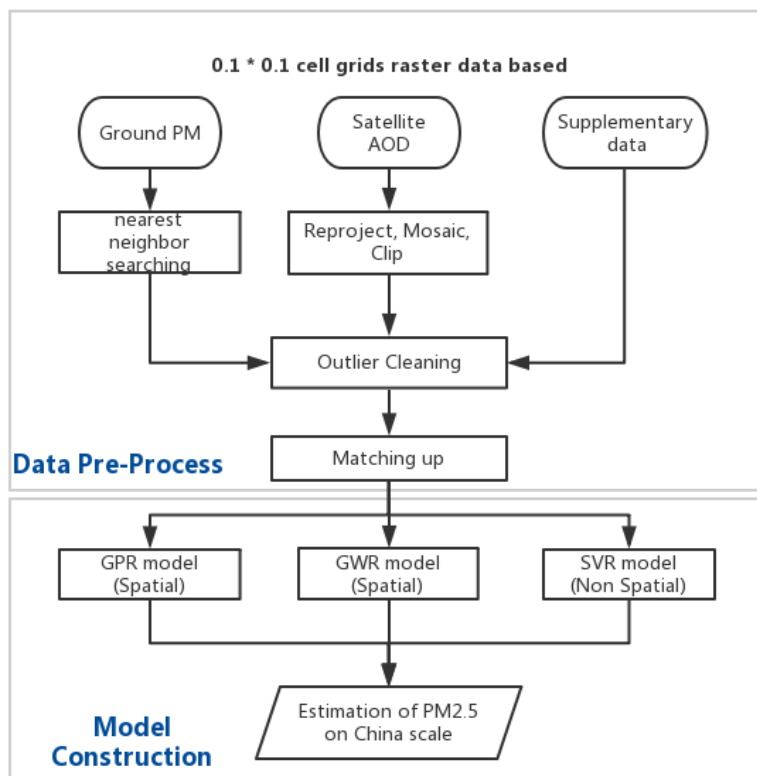 0.1 * 0.1 cell grids raster data based
Ground PM
Satellite
AOD
Supplementary
data
nearest
neighbor
searching
Reproject, Mosaic,
Clip
Outlier Cleaning
Data Pre-Process
Matching up
GPR model
(Spatial)
GWR model
(Spatial)
SVR model
(Non Spatial)
Estimation of PM2.5
on China scale
Model
Construction